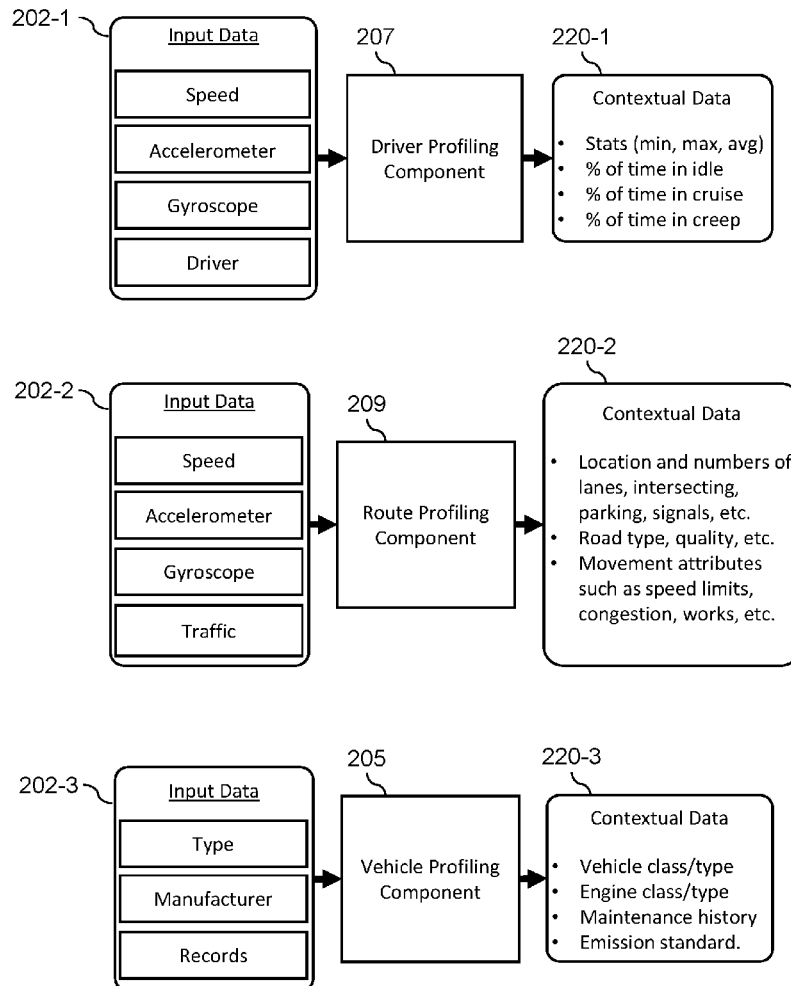 202-1
Input Data
Speed
Accelerometer
Gyroscope
Driver
207
Driver Profiling
Component
220-1
Contextual Data
• Stats (min, max, avg)
• % of time in idle
• % of time in cruise
• % of time in creep
202-2
Input Data
Speed
Accelerometer
Gyroscope
Traffic
209
Route Profiling
Component
220-2
Contextual Data
• Location and numbers of
lanes, intersecting,
parking, signals, etc.
• Road type, quality, etc.
• Movement attributes
such as speed limits,
congestion, works, etc.
202-3
Input Data
Type
Manufacturer
Records
205
Vehicle Profiling
Component
220-3
Contextual Data
• Vehicle class/type
• Engine class/type
• Maintenance history
• Emission standard.